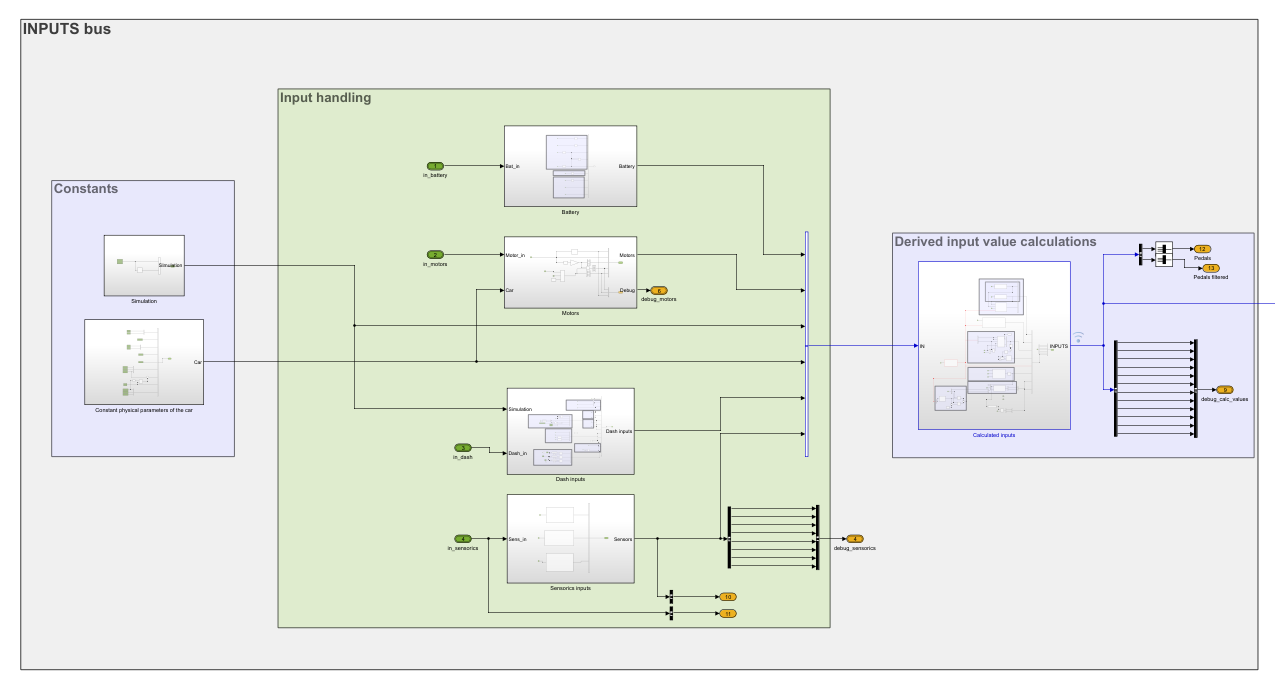 INPUTS bus
Input handling
1
Bat_in
Battery
in_battery
Battery
Constants
Derived input value calculations
Motor_in
Motors
in_motors
12
Pedals
Simulation
13
Car
Debug
6
Pedals filtered
Simulation
debug_motors
Motors
IN
INPUTS
Car
Constant physical parameters of the car
Simulation
9
debug_calc_values
Dash inputs
Calculated inputs
3
in_dash
Dash_in
Dash inputs
4
Sens_in
Sensors
in_sensorics
debug_sensorics
Sensorics inputs
10
11